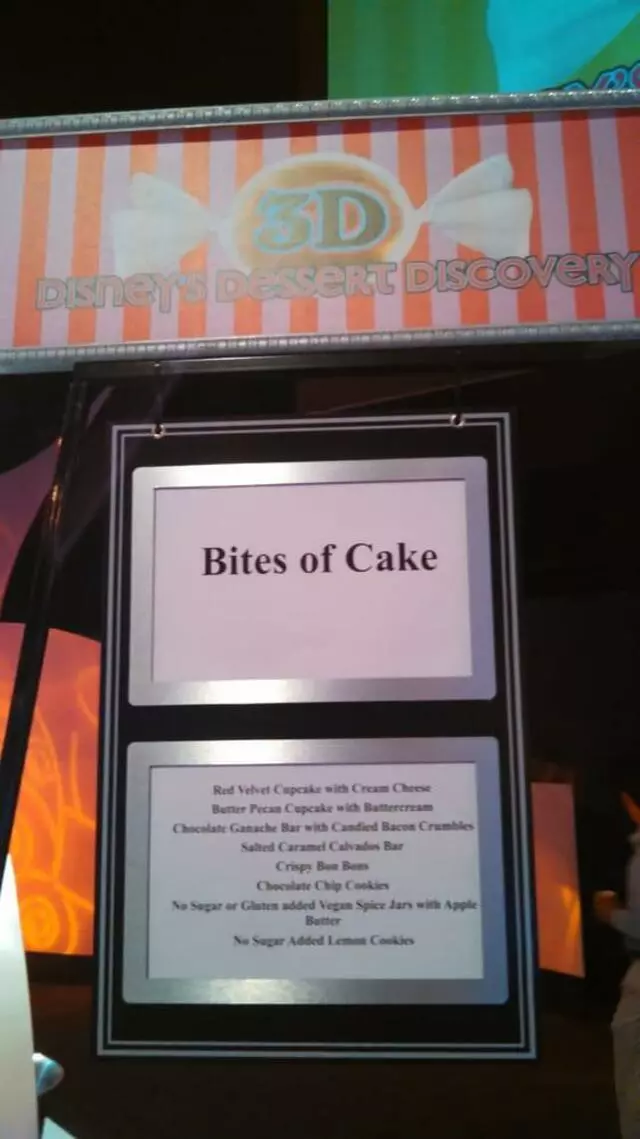 3D
Disney's Dessert Discovery
Bites of Cake
Red Velvet Cupcake with Cream Cheese
Butter Pecan Cupcake with Buttercream
Chocolate Ganache Bar with Candied Bacon Crumbles
Salted Caramel Calvados Bar
Crispy Bon Bons
Chocolate Chip Cookies
No Sugar or Gluten added Vegan Spice Jars with Apple
Butter
No Sugar Added Lemon Cookies